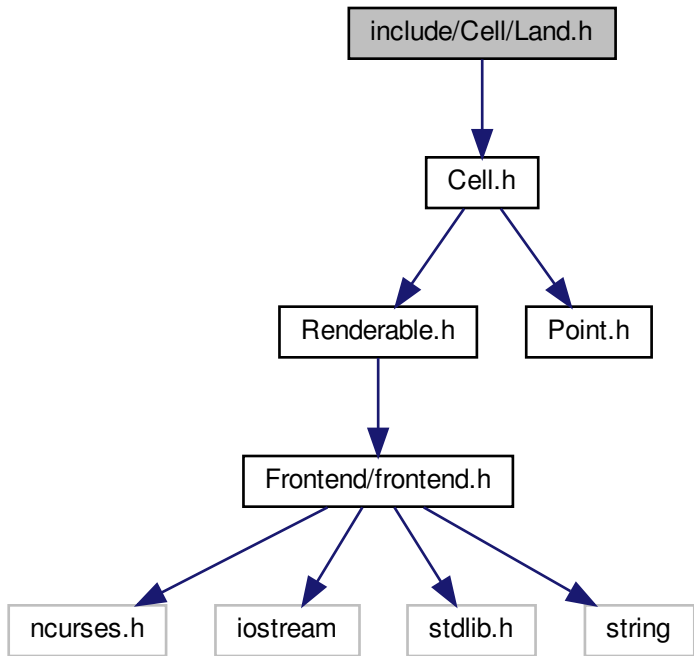 include/Cell/Land.h
Cell.h
Renderable.h
Point.h
Frontend/frontend.h
ncurses.h
iostream
stdlib.h
string